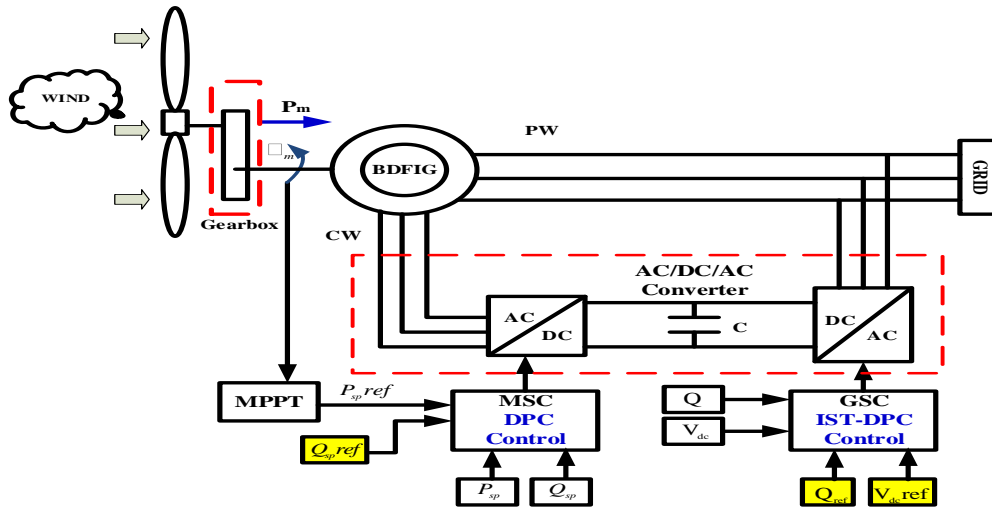 WIND
Pm
□m
Gearbox
BDFIG
PW
CW
GRID
AC/DC/AC
Converter
AC
DC
C
DC
AC
MPPT
Psp ref
Qsp ref
MSC
DPC
Control
Psp
Qsp
Q
Vdc
GSC
IST-DPC
Control
Qref
Vdc ref